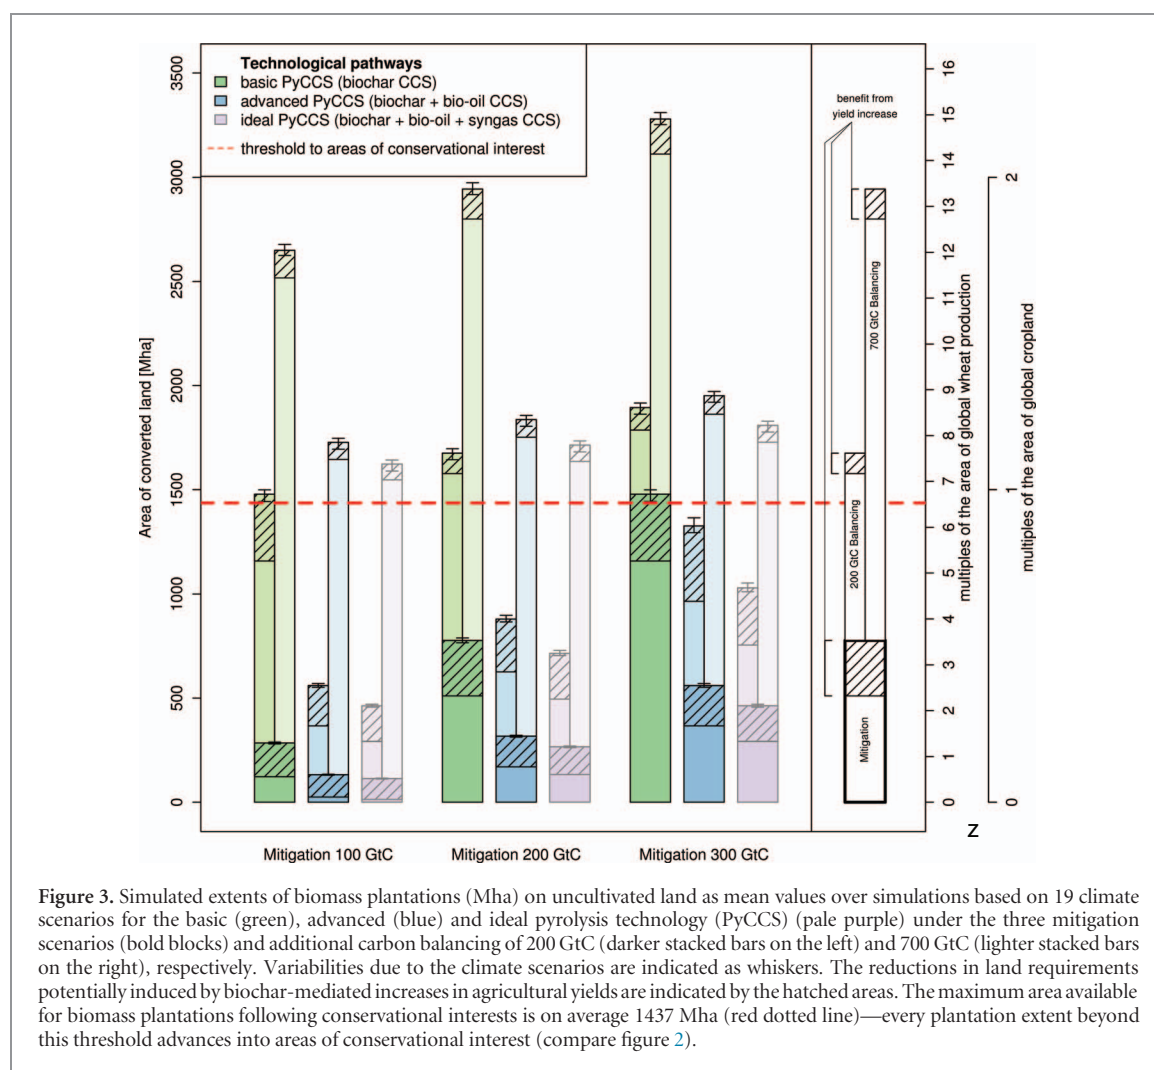 Technological pathways
basic PyCCS (biochar CCS)
advanced PyCCS (biochar + bio-oil CCS)
ideal PyCCS (biochar + bio-oil + syngas CCS)
threshold to areas of conservational interest
Area of converted land [Mha]
3500
3000
2500
2000
1500
1000
500
0
Mitigation 100 GtC
Mitigation 200 GtC
Mitigation 300 GtC
benefit from
yield increase
700 GtC Balancing
200 GtC Balancing
Mitigation
16
15
14
13
12
11
10
9
8
7
6
5
4
3
2
1
0
multiples of the area of global wheat production
2
1
0
multiples of the area of global cropland
Z
Figure 3. Simulated extents of biomass plantations (Mha) on uncultivated land as mean values over simulations based on 19 climate
scenarios for the basic (green), advanced (blue) and ideal pyrolysis technology (PyCCS) (pale purple) under the three mitigation
scenarios (bold blocks) and additional carbon balancing of 200 GtC (darker stacked bars on the left) and 700 GtC (lighter stacked bars
on the right), respectively. Variabilities due to the climate scenarios are indicated as whiskers. The reductions in land requirements
potentially induced by biochar-mediated increases in agricultural yields are indicated by the hatched areas. The maximum area available
for biomass plantations following conservational interests is on average 1437 Mha (red dotted line)—every plantation extent beyond
this threshold advances into areas of conservational interest (compare figure 2).